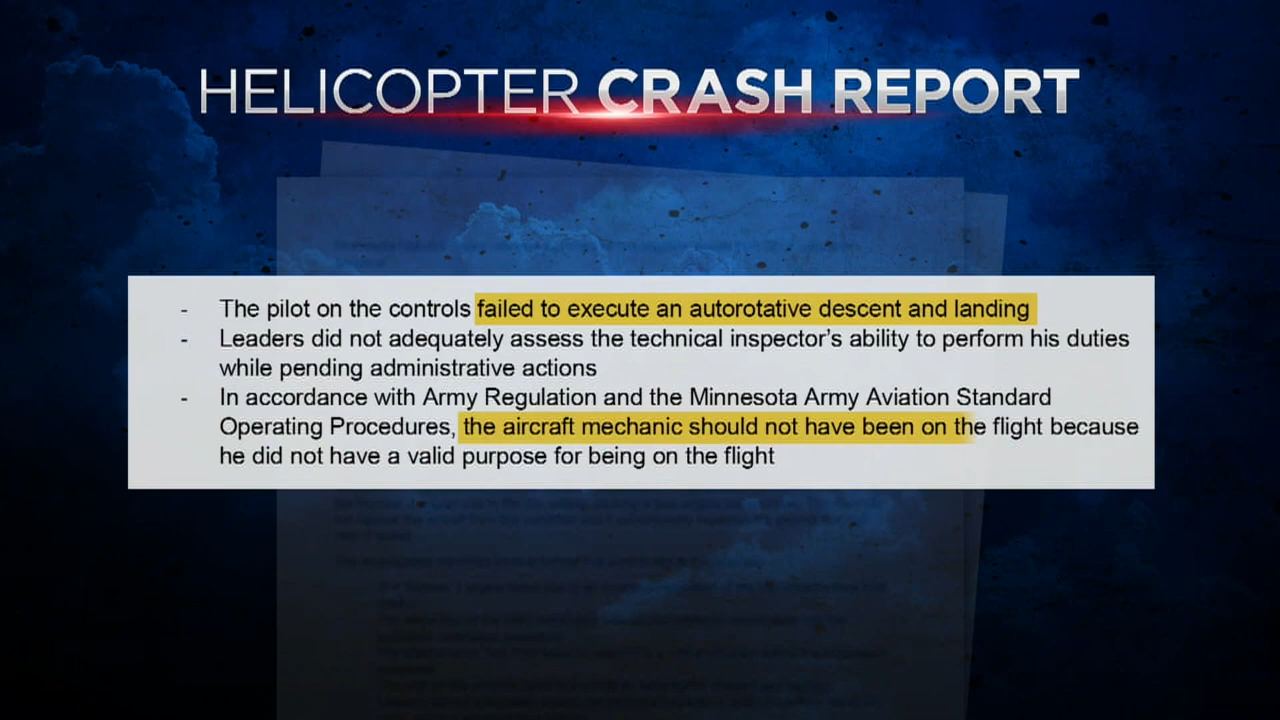 HELICOPTER CRASH REPORT
- The pilot on the controls failed to execute an autorotative descent and landing
- Leaders did not adequately assess the technical inspector's ability to perform his duties
while pending administrative actions
- In accordance with Army Regulation and the Minnesota Army Aviation Standard
Operating Procedures, the aircraft mechanic should not have been on the flight because
he did not have a valid purpose for being on the flight